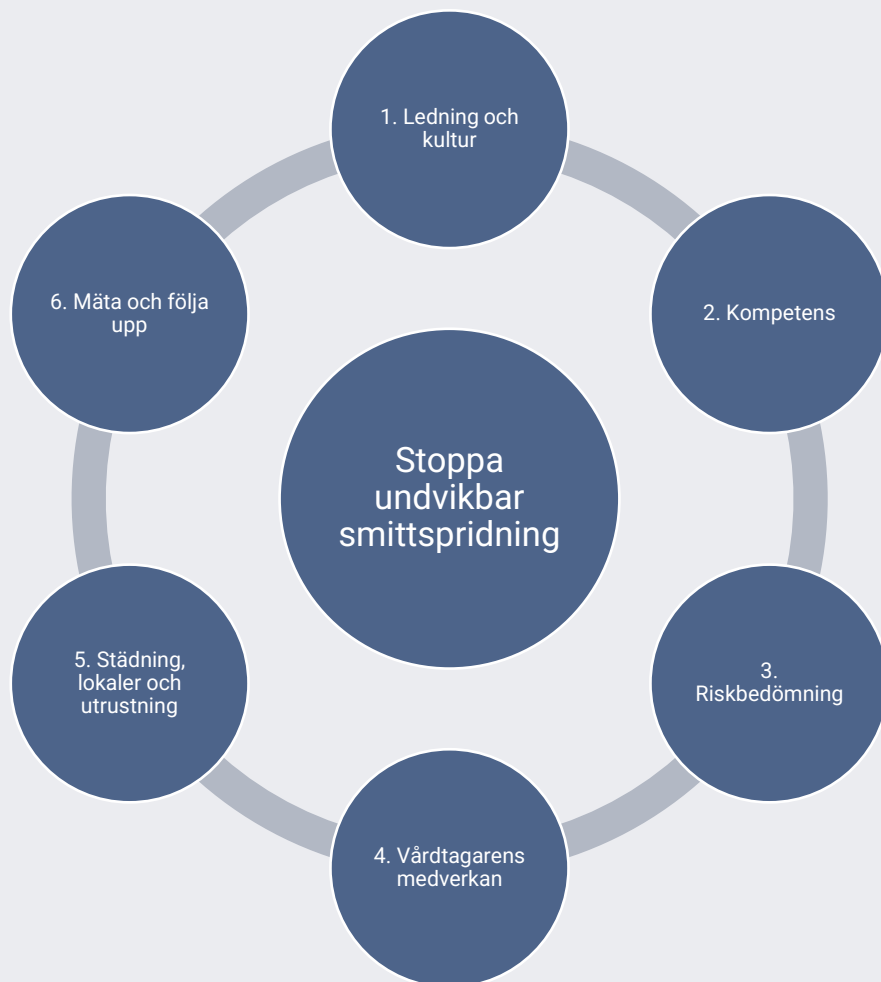 1. Ledning och
kultur
2. Kompetens
3.
Riskbedömning
4. Vårdtagarens
medverkan
5. Städning,
lokaler och
utrustning
6. Mäta och följa
upp
Stoppa
undvikbar
smittspridning